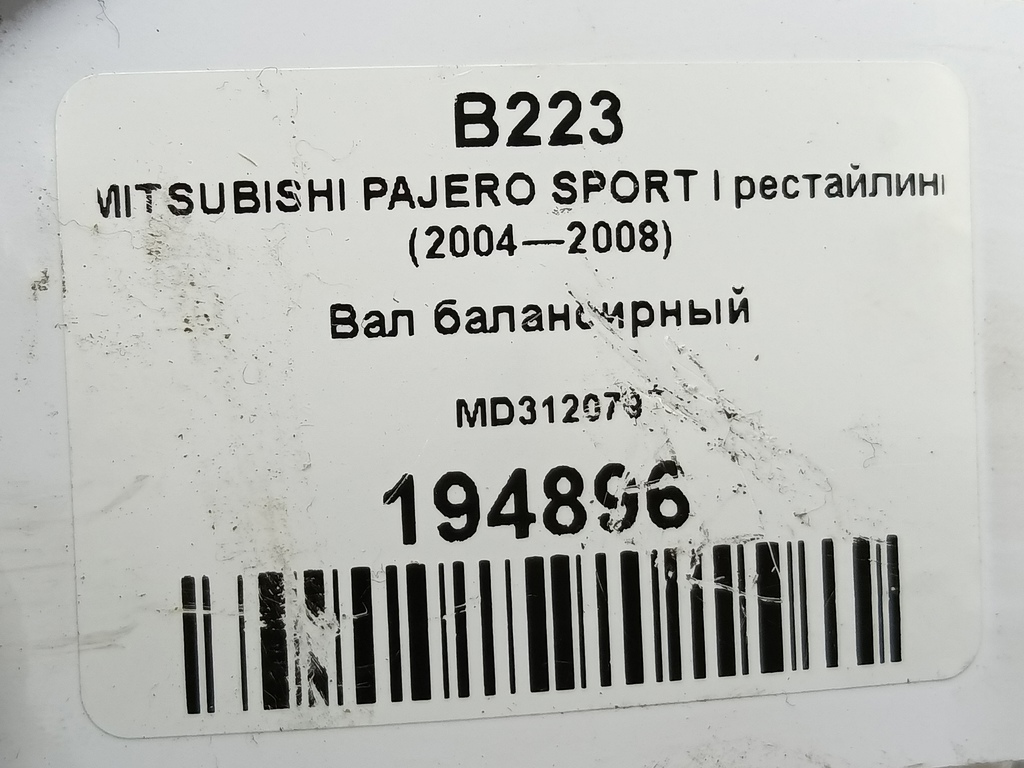 B223
MITSUBISHI PAJERO SPORT I рестайлинг
(2004—2008)
Вал балансирный
MD312079
194896